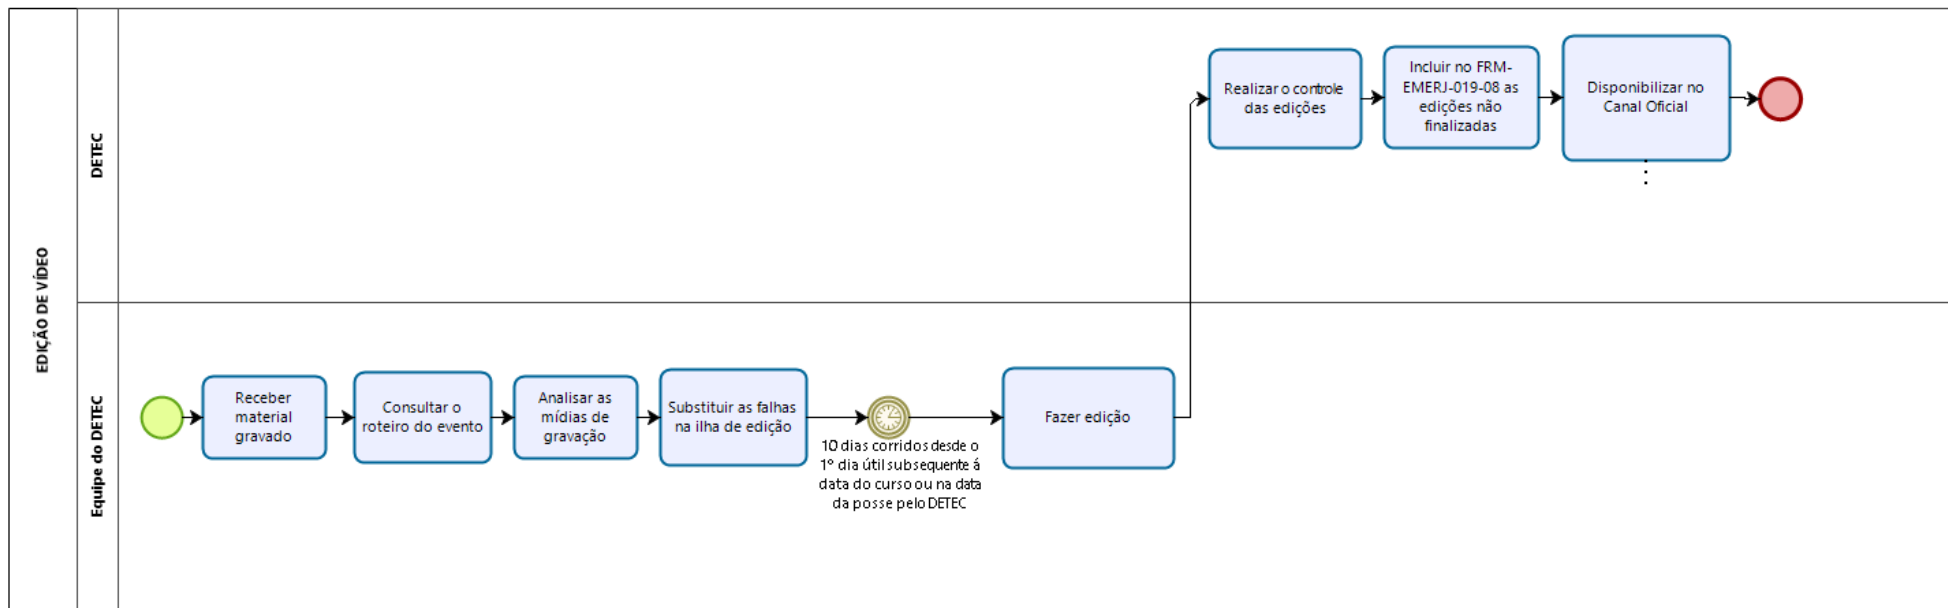 EDIÇÃO DE VÍDEO
DETEC
Realizar o controle
das edições
Incluir no FRM-
EMERJ-019-08 as
edições não
finalizadas
Disponibilizar no
Canal Oficial
Equipe do DETEC
Receber
material
gravado
Consultar o
roteiro do evento
Analisar as
mídias de
gravação
Substituir as falhas
na ilha de edição
10 dias corridos desde o
1º dia útil subsequente á
data do curso ou na data
da posse pelo DETEC
Fazer edição